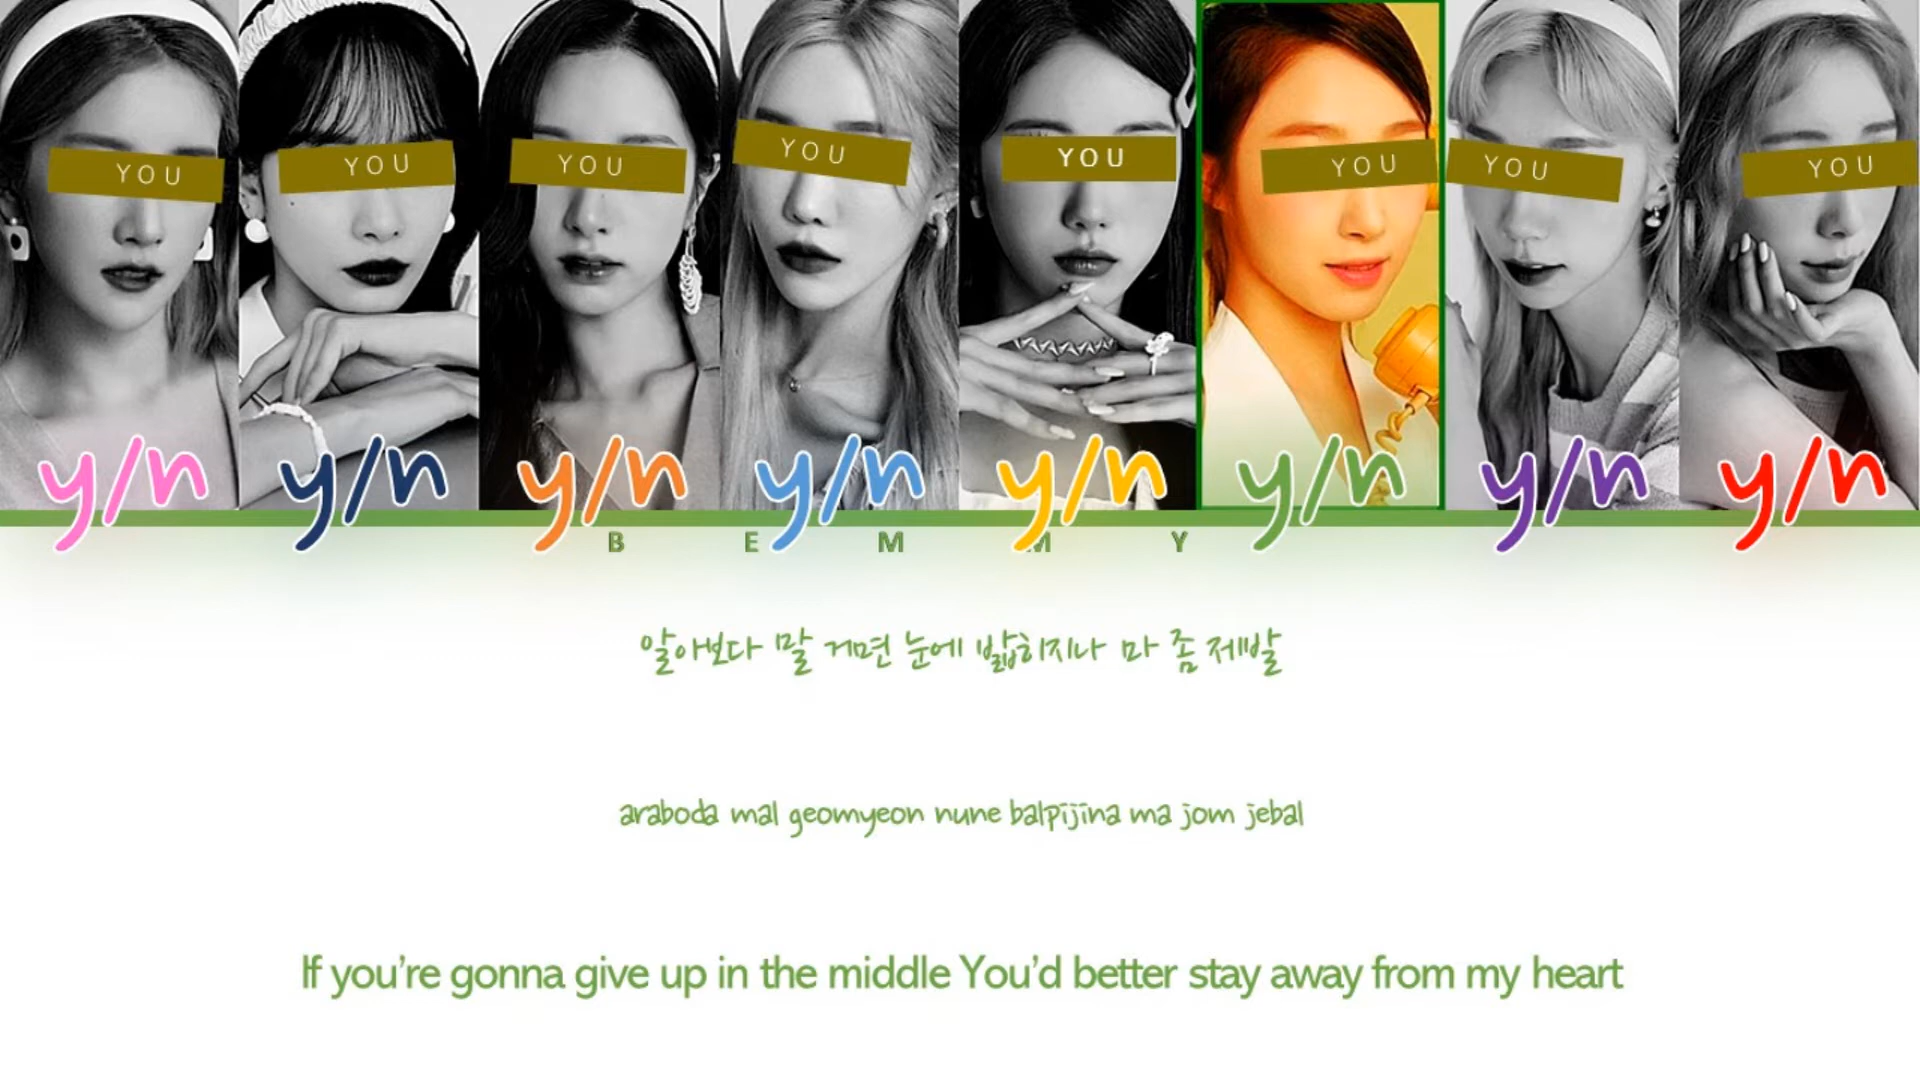 YOU YOU YOU YOU YOU YOU YOU YOU
y/n y/n y/n y/n y/n y/n y/n y/n
B E M M Y
알아보다 말 거면 눈에 밟히지나 마 좀 제발
araboda mal geomyeon nune balpijina ma jom jebal
If you're gonna give up in the middle You'd better stay away from my heart